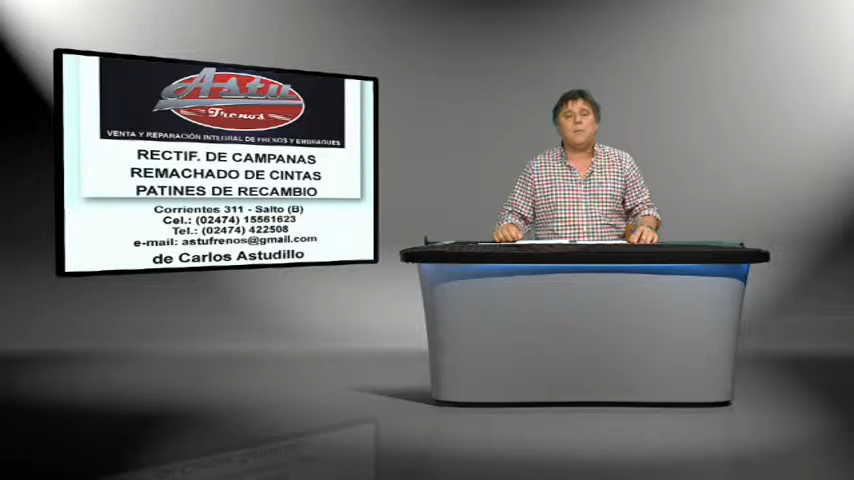 Astu
Frenos
VENTA Y REPARACIÓN INTEGRAL DE FRENOS Y EMBRAGUES
RECTIF. DE CAMPANAS
REMACHADO DE CINTAS
PATINES DE RECAMBIO
Corrientes 311 - Salto (B)
Cel.: (02474) 15561623
Tel.: (02474) 422508
e-mail: astufrenos@gmail.com
de Carlos Astudillo